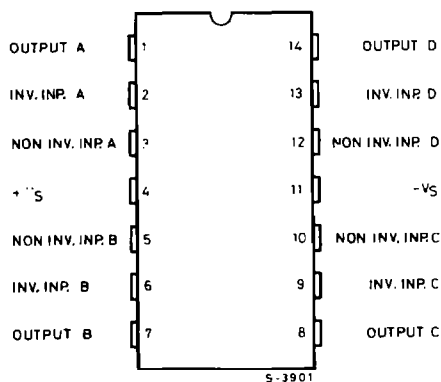 OUTPUT A 1 14 OUTPUT D
INV. INP. A 2 13 INV. INP. D
NON INV. INP. A 3 12 NON INV. INP. D
+ S 4 11 -VS
NON INV. INP. B 5 10 NON INV. INP. C
INV. INP. B 6 9 INV. INP. C
OUTPUT B 7 8 OUTPUT C
S-3901